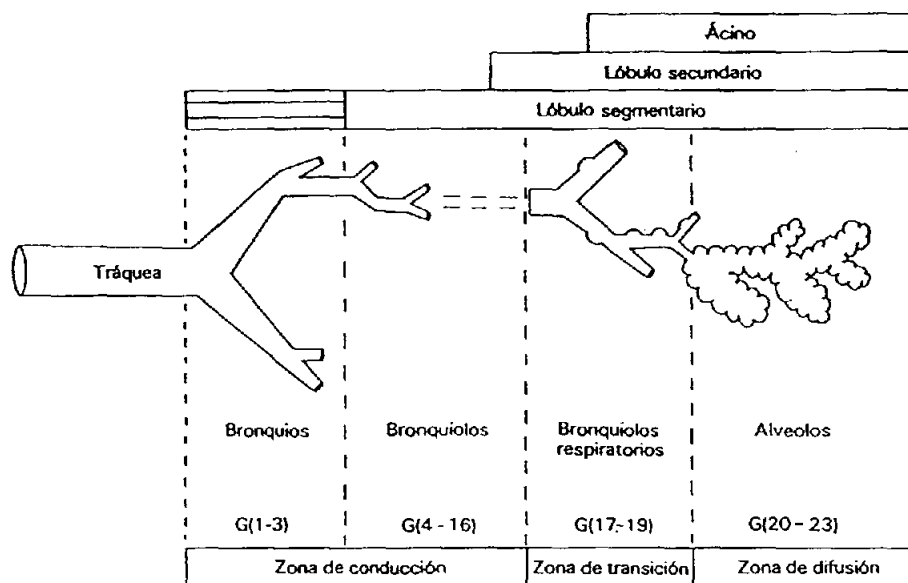 Ácino
Lóbulo secundario
Lóbulo segmentario
Tráquea
Bronquios
Bronquiolos
Bronquiolos
respiratorios
Alveolos
G(1-3)
G(4 - 16)
G(17-19)
G(20 - 23)
Zona de conducción
Zona de transición
Zona de difusión